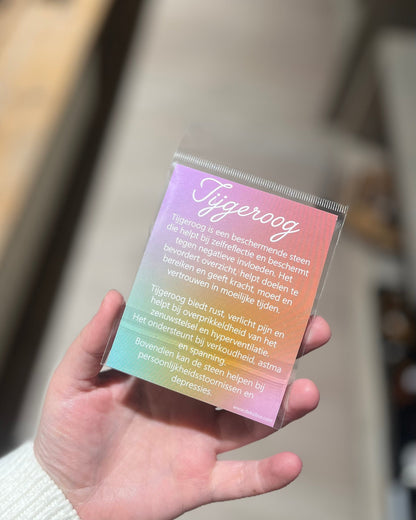 Tijgeroog
Tijgeroog is een beschermende steen
die helpt bij zelfreflectie en beschermt
tegen negatieve invloeden. Het
bevordert overzicht, helpt doelen te
bereiken en geeft kracht, moed en
vertrouwen in moeilijke tijden.
Tijgeroog biedt rust, verlicht pijn en
helpt bij overprikkeldheid van het
zenuwstelsel en hyperventilatie.
Het ondersteunt bij verkoudheid, astma
en spanning.
Bovendien kan de steen helpen bij
persoonlijkheidsstoornissen en
depressies.